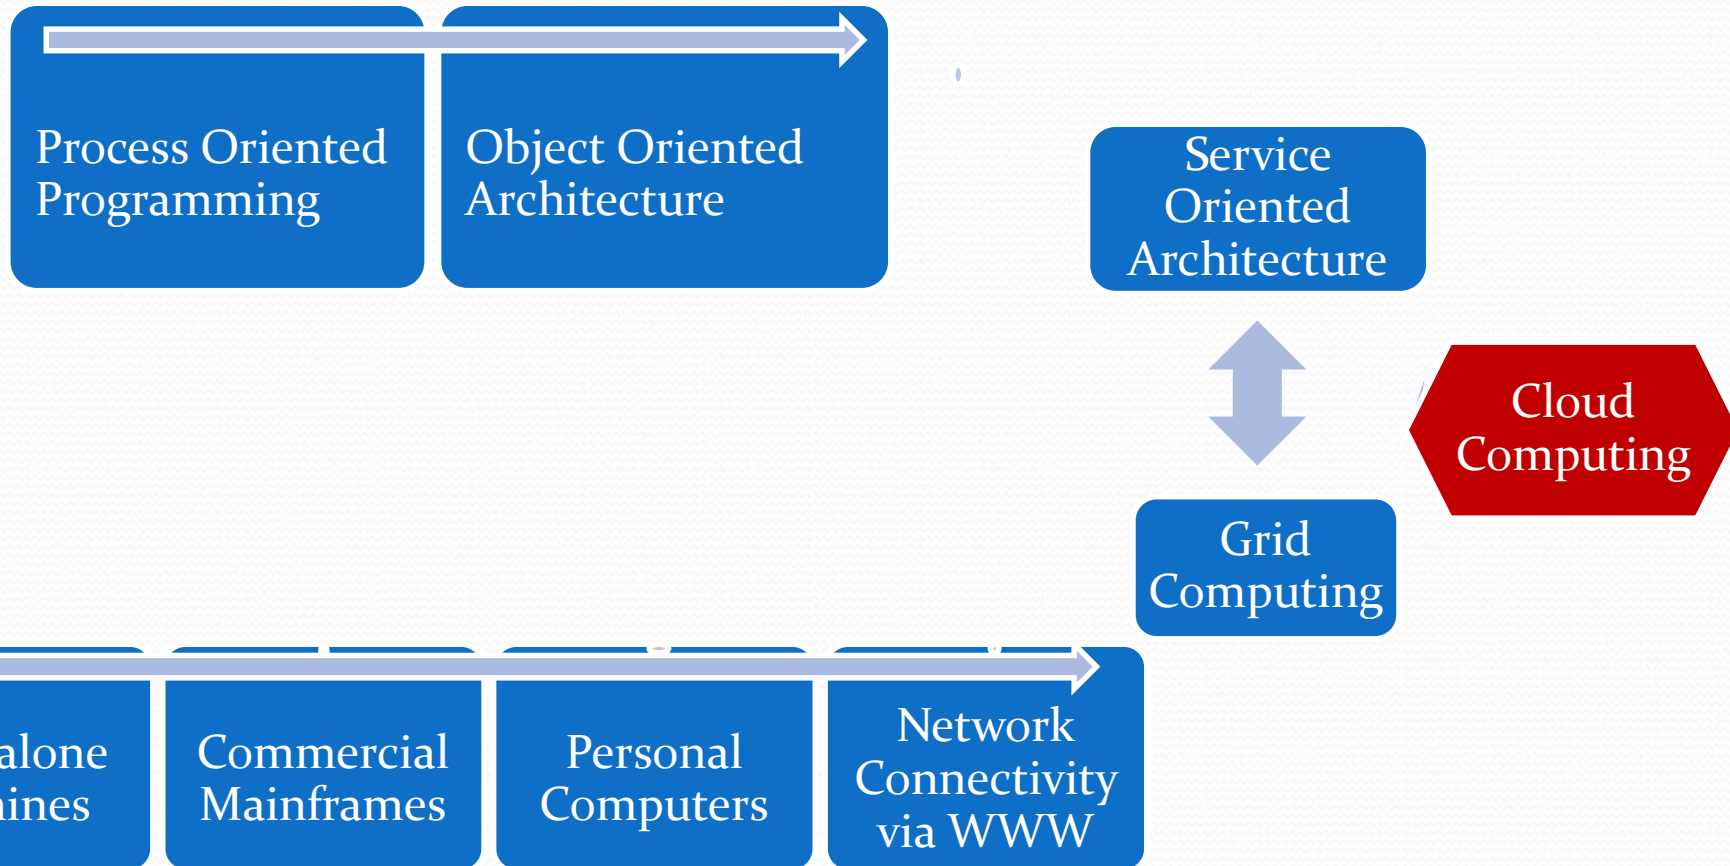 Process Oriented
Programming
Object Oriented
Architecture
Service
Oriented
Architecture
Cloud
Computing
Grid
Computing
alone
Commercial
Mainframes
Personal
Computers
Network
Connectivity
via WWW